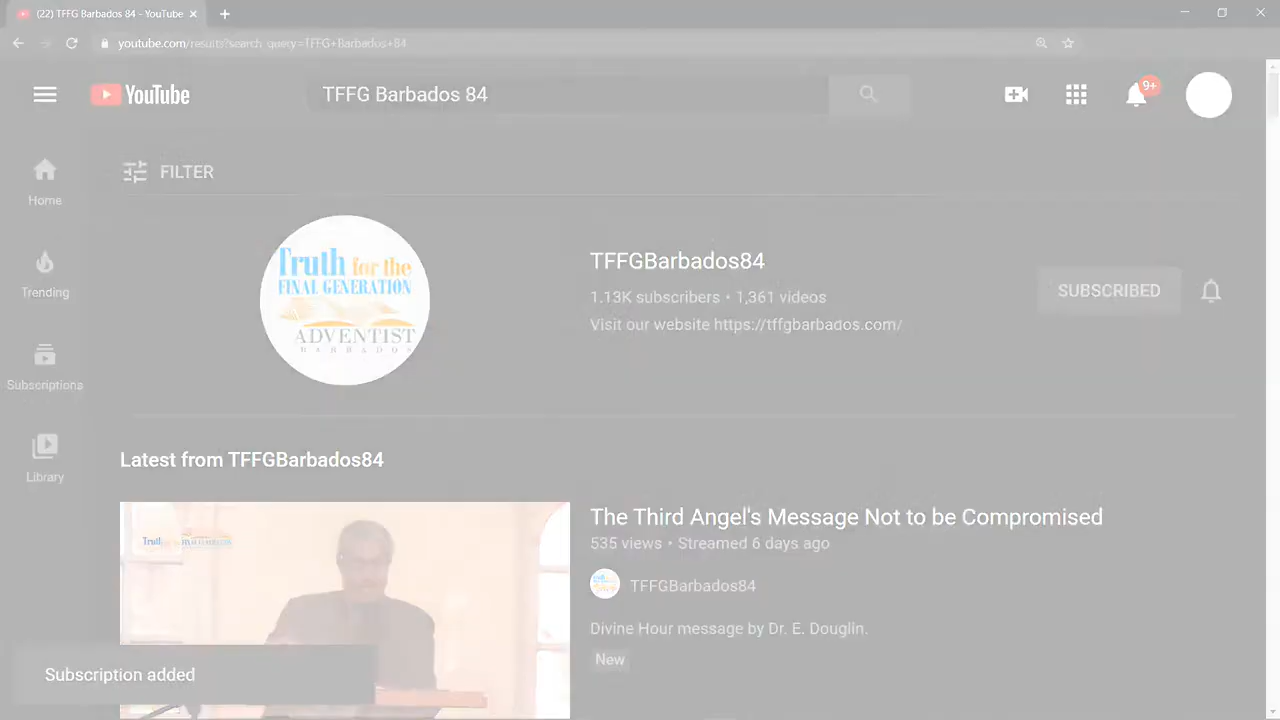 (22) TFFG Barbados 84 - YouTube
youtube.com/results?search_query=TFFG+Barbados+84
YouTube
TFFG Barbados 84
9+
FILTER
Home
Trending
Subscriptions
Library
Truth for the
FINAL GENERATION
ADVENTIST
BARBADOS
TFFGBarbados84
1.13K subscribers • 1,361 videos
Visit our website https://tffgbarbados.com/
SUBSCRIBED
Latest from TFFGBarbados84
The Third Angel's Message Not to be Compromised
535 views • Streamed 6 days ago
TFFGBarbados84
Divine Hour message by Dr. E. Douglin.
New
Subscription added